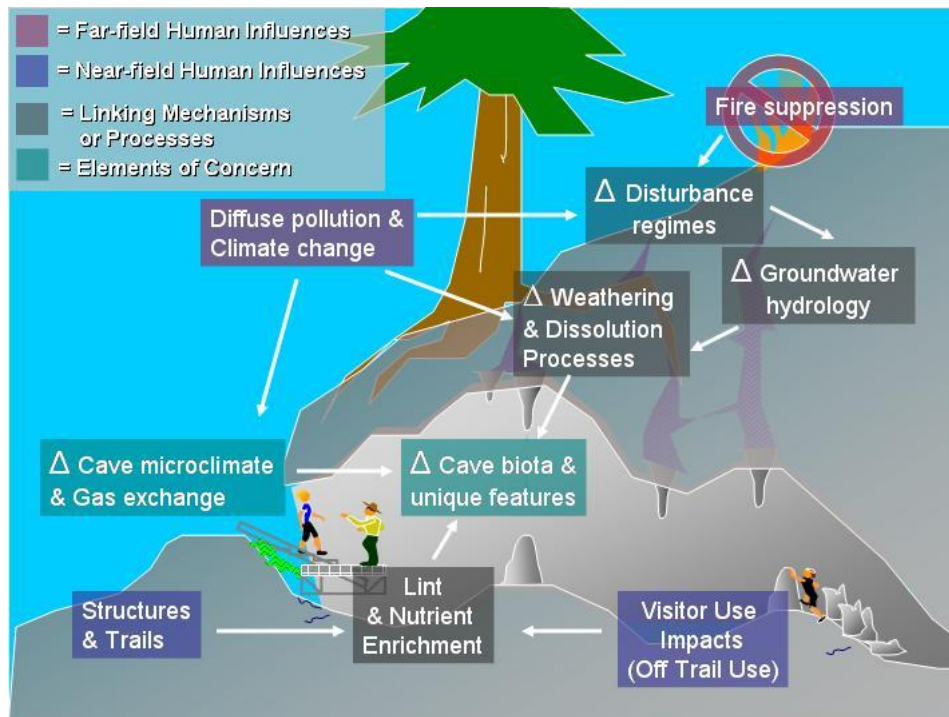 = Far-field Human Influences
= Near-field Human Influences
= Linking Mechanisms
or Processes
= Elements of Concern
Fire suppression
Δ Disturbance
regimes
Diffuse pollution &
Climate change
Δ Groundwater
hydrology
Δ Weathering
& Dissolution
Processes
Δ Cave microclimate
& Gas exchange
Δ Cave biota &
unique features
Structures
& Trails
Lint
& Nutrient
Enrichment
Visitor Use
Impacts
(Off Trail Use)